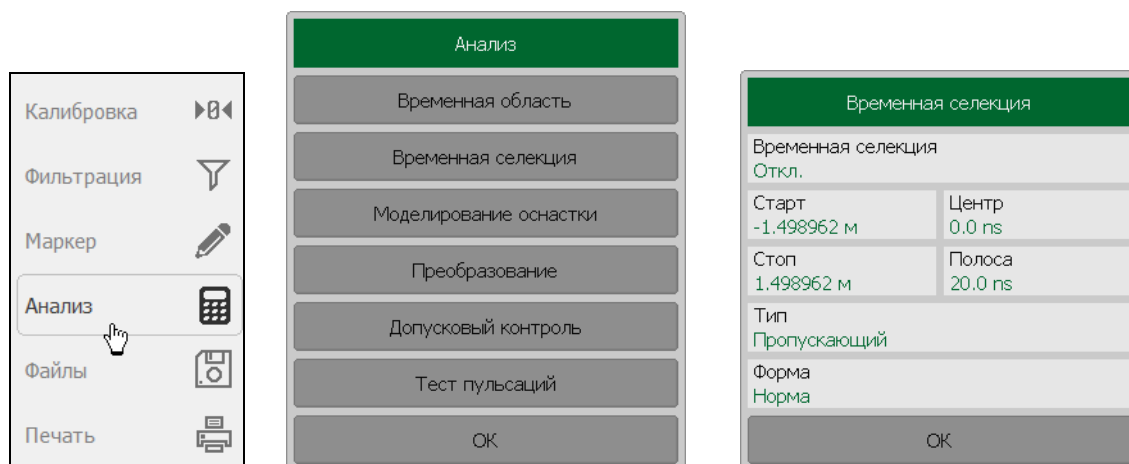 Калибровка
Фильтрация
Маркер
Анализ
Файлы
Печать
Анализ
Временная область
Временная селекция
Моделирование оснастки
Преобразование
Допусковый контроль
Тест пульсаций
ОК
Временная селекция
Временная селекция
Откл.
Старт
-1.498962 м
Центр
0.0 ns
Стоп
1.498962 м
Полоса
20.0 ns
Тип
Пропускающий
Форма
Норма
ОК